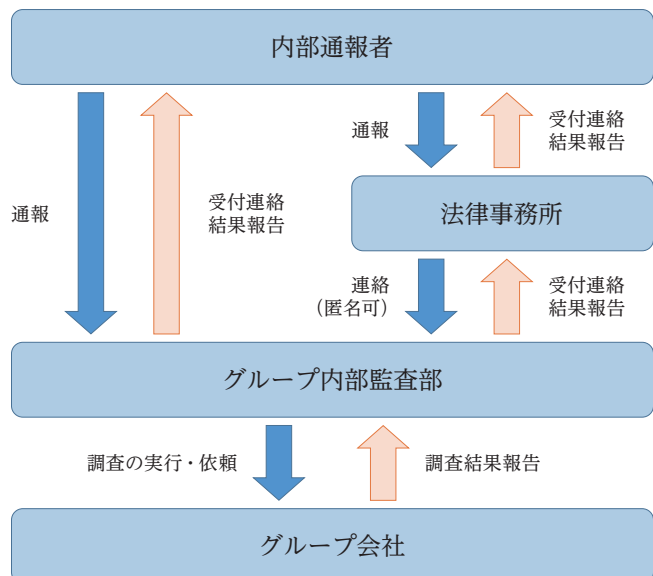 内部通報者
通報
受付連絡
結果報告
通報
受付連絡
結果報告
法律事務所
連絡
（匿名可）
受付連絡
結果報告
グループ内部監査部
調査の実行・依頼
調査結果報告
グループ会社